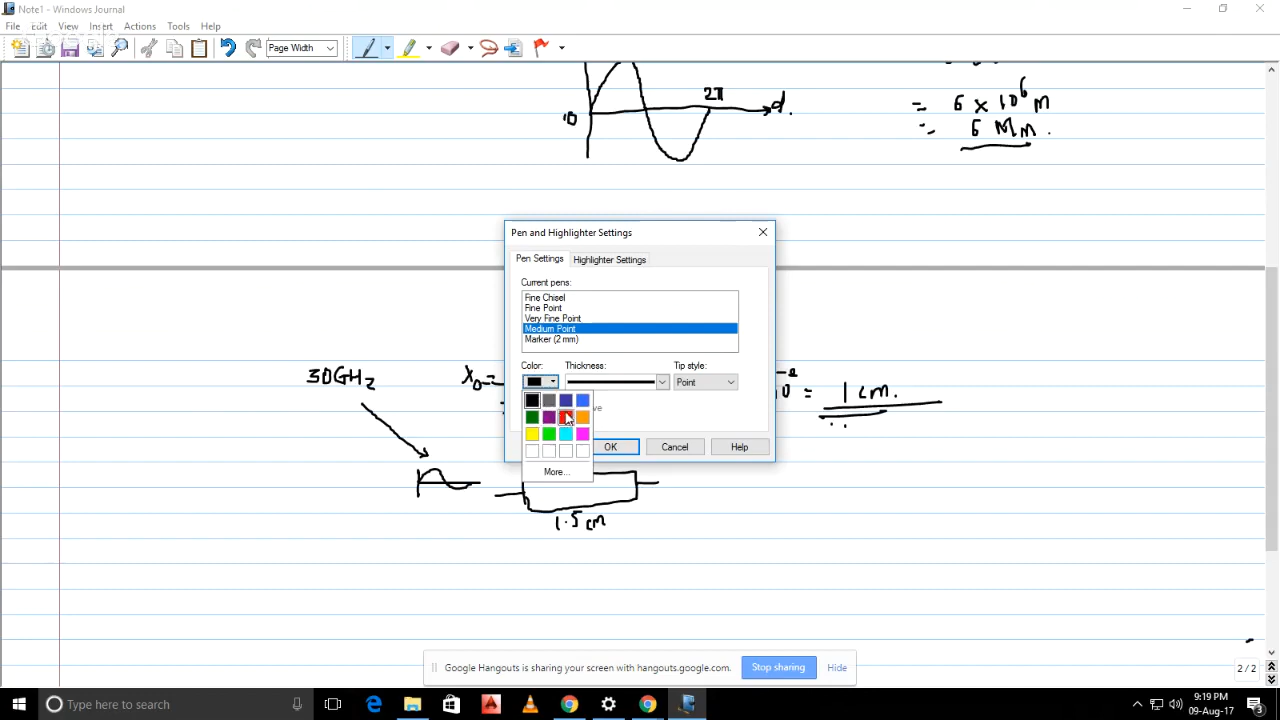 Note1 - Windows Journal
File Edit View Insert Actions Tools Help
Page Width
2π
10
d.
= 6 x 10⁶ m
= 6 Mm.
Pen and Highlighter Settings
Pen Settings Highlighter Settings
Current pens:
Fine Chisel
Fine Point
Very Fine Point
Medium Point
Marker (2 mm)
Color: Thickness: Tip style:
Point
OK Cancel Help
More...
30GHz
λ₀ =
= 1 cm.
1.5 cm
Google Hangouts is sharing your screen with hangouts.google.com. Stop sharing Hide
2/2
Type here to search
9:19 PM
09-Aug-17
3